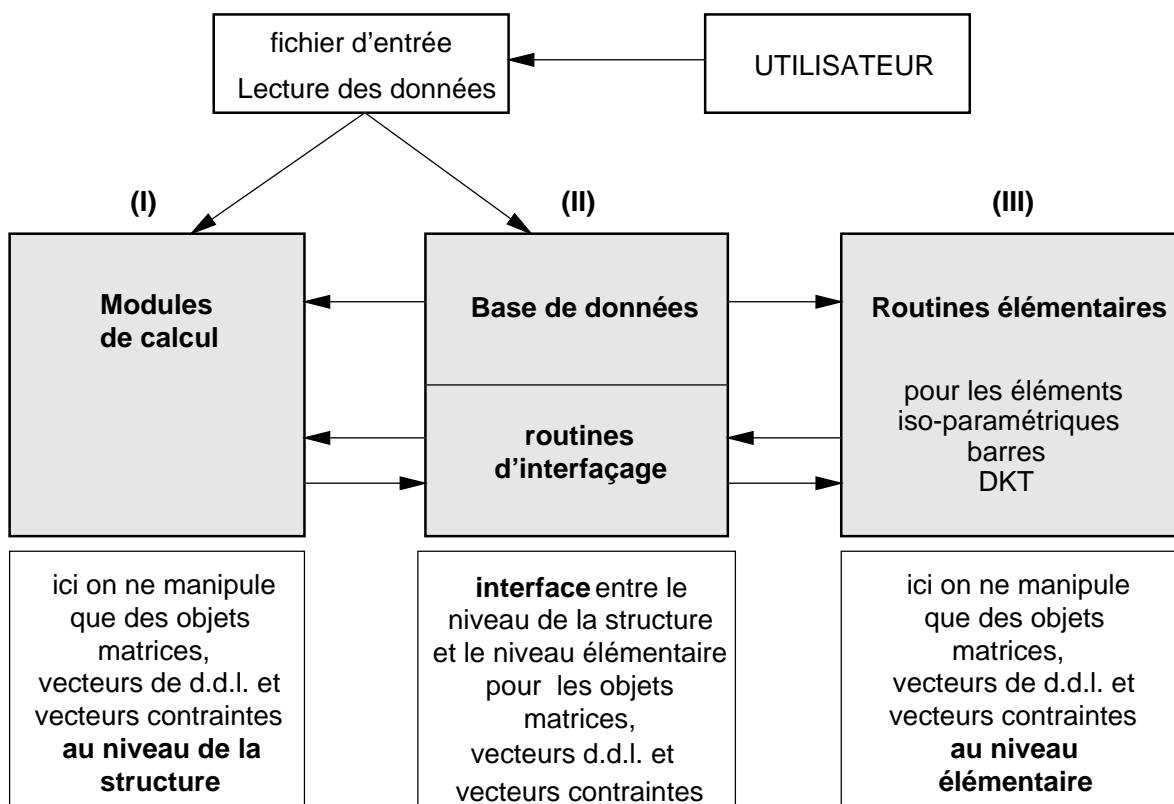 fichier d’entrée
Lecture des données
UTILISATEUR
(I)
(II)
(III)
Modules
de calcul
Base de données
routines
d’interfaçage
Routines élémentaires
pour les éléments
iso-paramétriques
barres
DKT
ici on ne manipule
que des objets
matrices,
vecteurs de d.d.l. et
vecteurs contraintes
au niveau de la
structure
interface entre le
niveau de la structure
et le niveau élémentaire
pour les objets
matrices,
vecteurs d.d.l. et
vecteurs contraintes
ici on ne manipule
que des objets
matrices,
vecteurs de d.d.l. et
vecteurs contraintes
au niveau
élémentaire